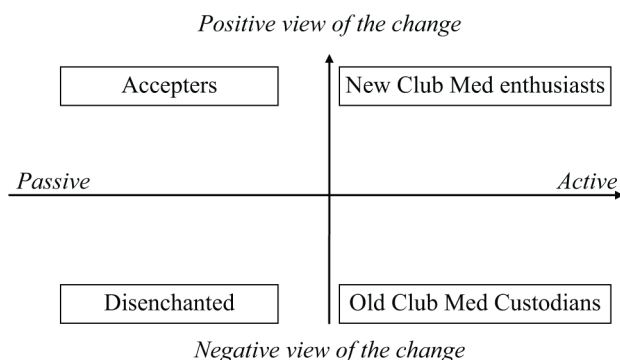 Positive view of the change
Accepters
New Club Med enthusiasts
Passive
Active
Disenchanted
Old Club Med Custodians
Negative view of the change